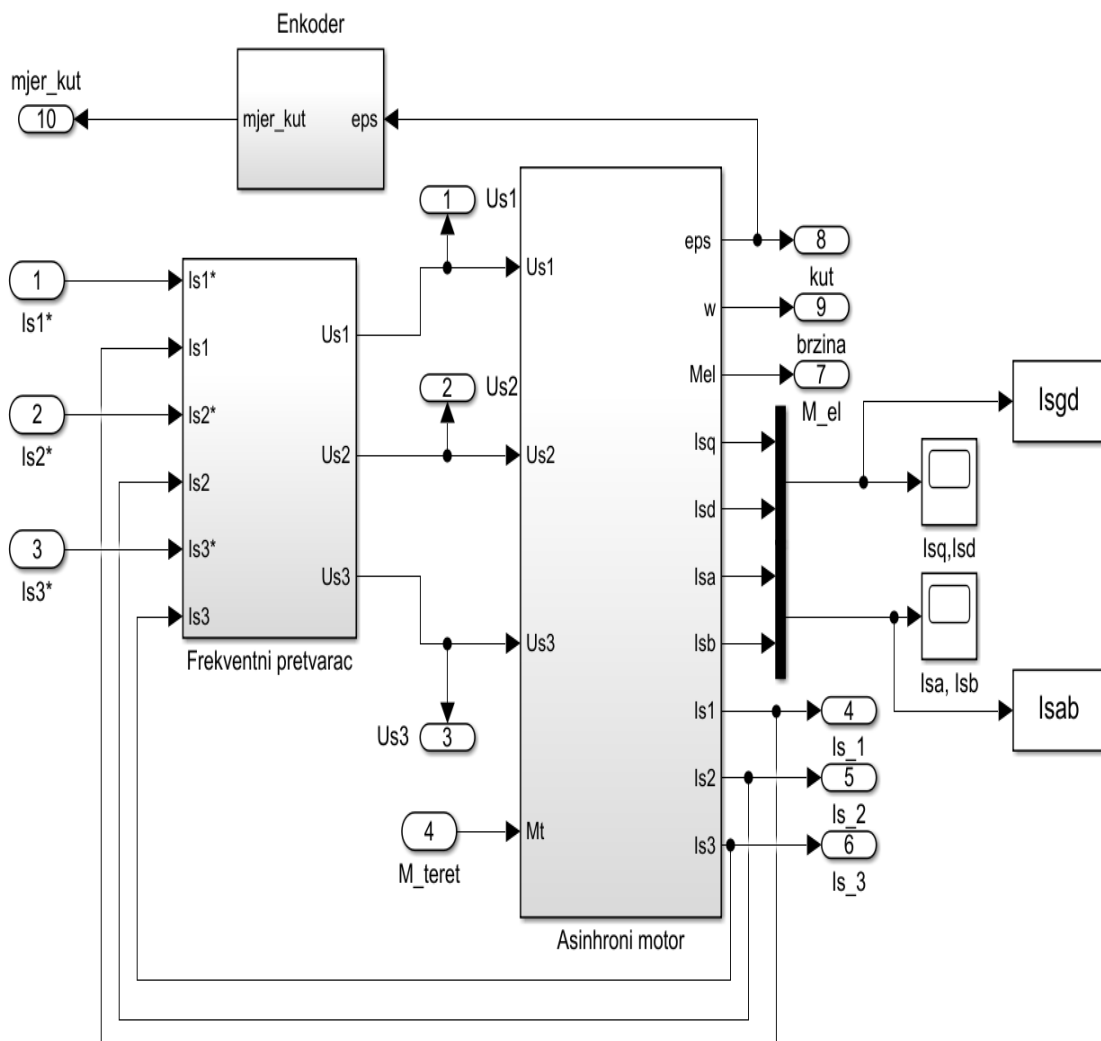 Enkoder
mjer_kut
10
mjer_kut
eps
1
Us1
1
Is1*
Is1*
Is1
2
Is2*
Is2*
Is2
3
Is3*
Is3*
Is3
Us1
Us2
Us3
Frekventni pretvarac
2
Us2
Us3
3
4
M_teret
Us1
Us2
Us3
Mt
eps
w
Mel
Isq
Isd
Isa
Isb
Is1
Is2
Is3
Asinhroni motor
8
kut
9
brzina
7
M_el
Isgd
Isq,Isd
Isa, Isb
Isab
4
Is_1
5
Is_2
6
Is_3